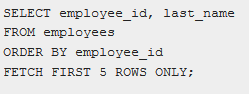 SELECT employee_id, last_name
FROM employees
ORDER BY employee_id
FETCH FIRST 5 ROWS ONLY;